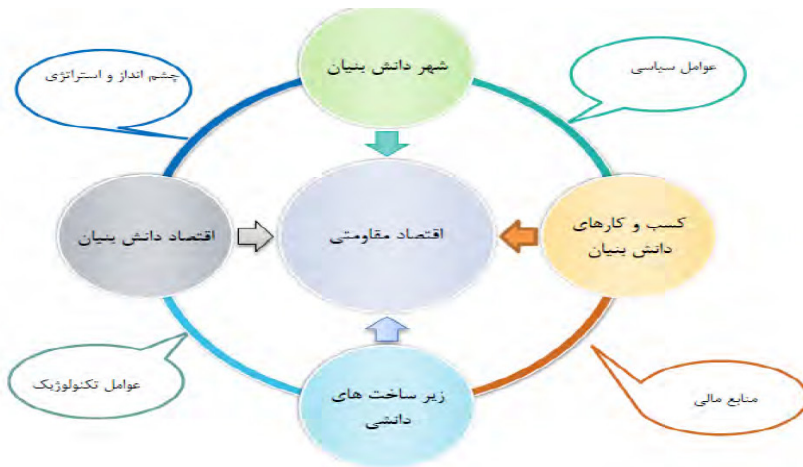 شهر دانش بنیان
عوامل سیاسی
چشم انداز و استراتژی
کسب و کارهای
دانش بنیان
اقتصاد مقاومتی
اقتصاد دانش بنیان
زیر ساخت های
دانشی
منابع مالی
عوامل تکنولوژیک